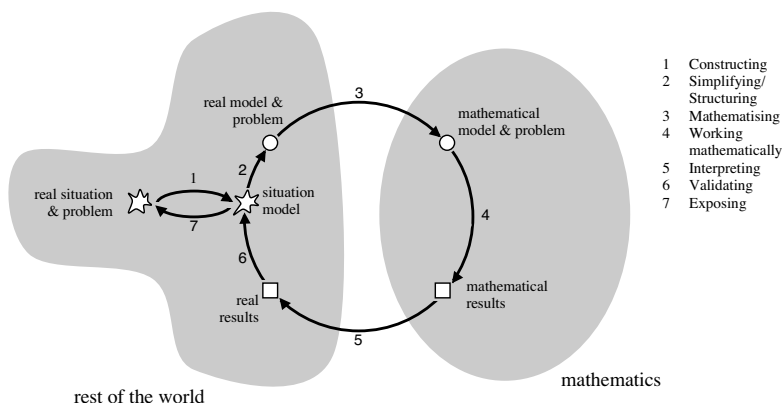 3
real model &
problem
mathematical
model & problem
2
1
real situation
& problem
situation
model
7
4
6
real
results
mathematical
results
5
rest of the world
mathematics
1 Constructing
2 Simplifying/
Structuring
3 Mathematising
4 Working
mathematically
5 Interpreting
6 Validating
7 Exposing